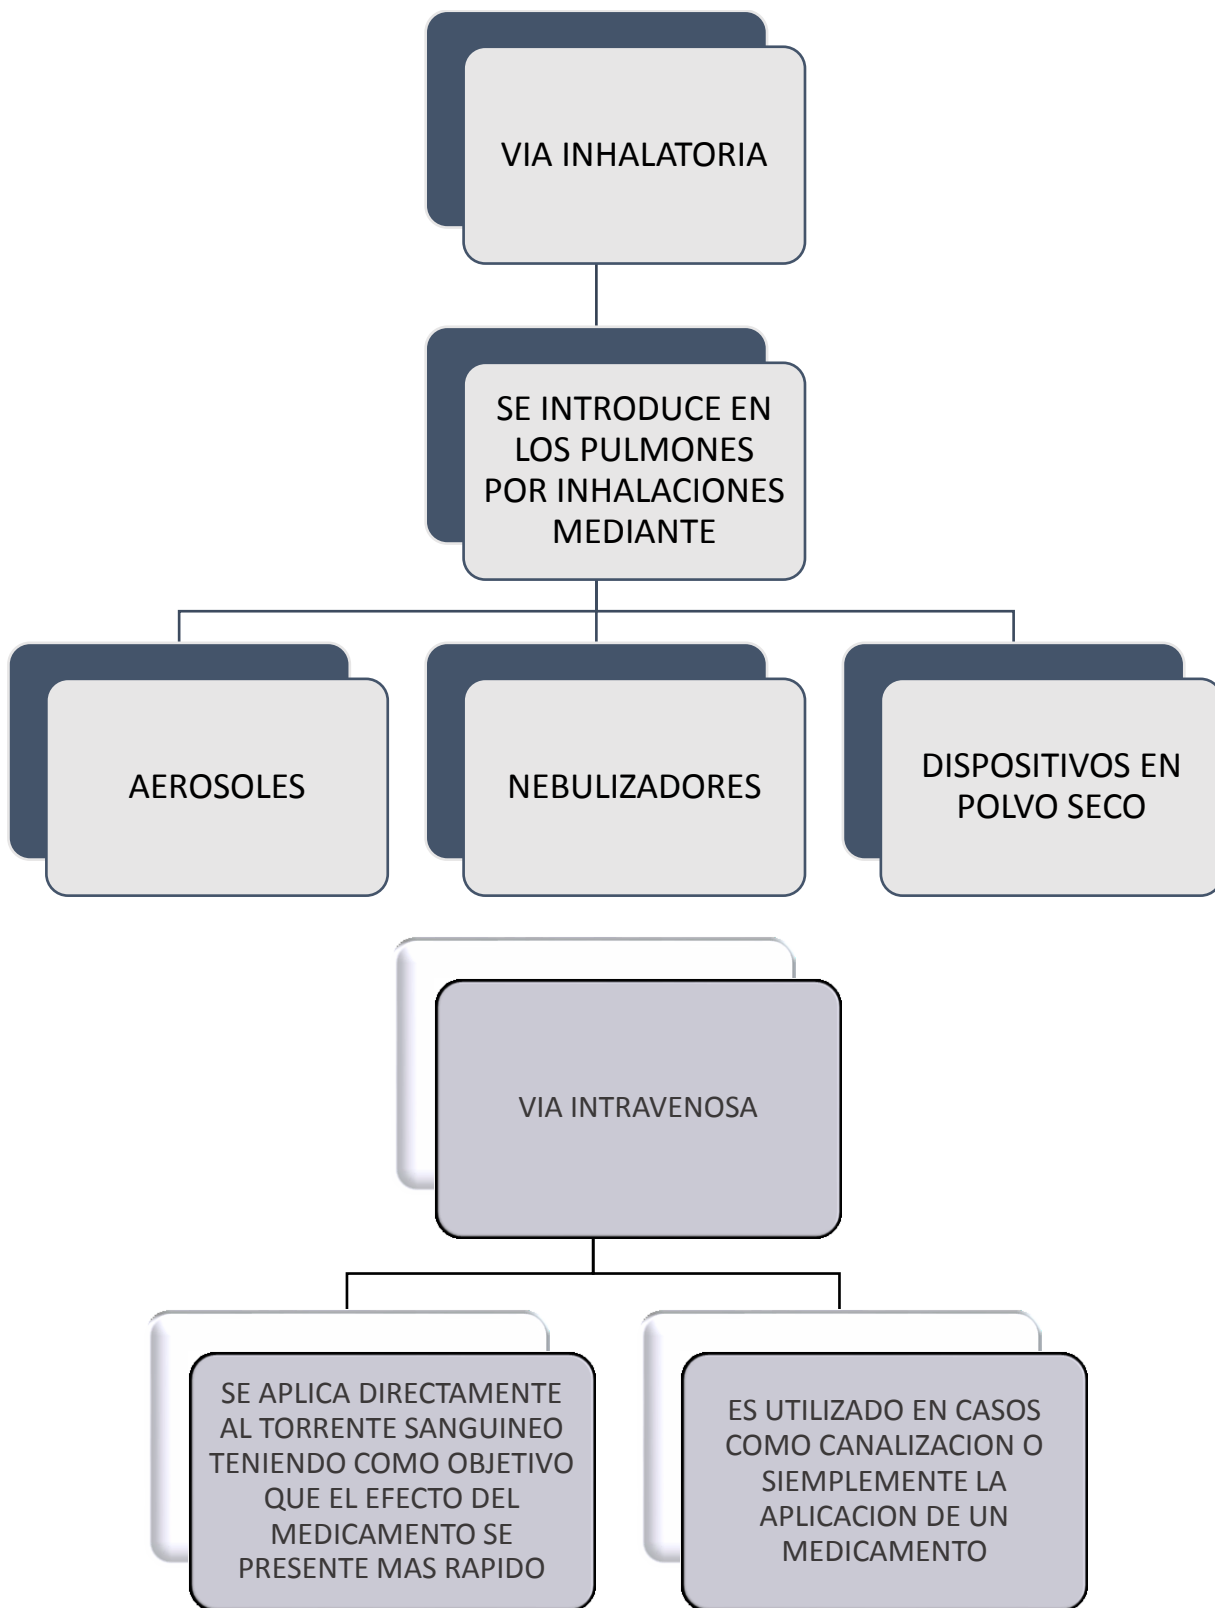 VIA INHALATORIA
SE INTRODUCE EN
LOS PULMONES
POR INHALACIONES
MEDIANTE
AEROSOLES
NEBULIZADORES
DISPOSITIVOS EN
POLVO SECO
VIA INTRAVENOSA
SE APLICA DIRECTAMENTE
AL TORRENTE SANGUINEO
TENIENDO COMO OBJETIVO
QUE EL EFECTO DEL
MEDICAMENTO SE
PRESENTE MAS RAPIDO
ES UTILIZADO EN CASOS
COMO CANALIZACION O
SIEMPLEMENTE LA
APLICACION DE UN
MEDICAMENTO